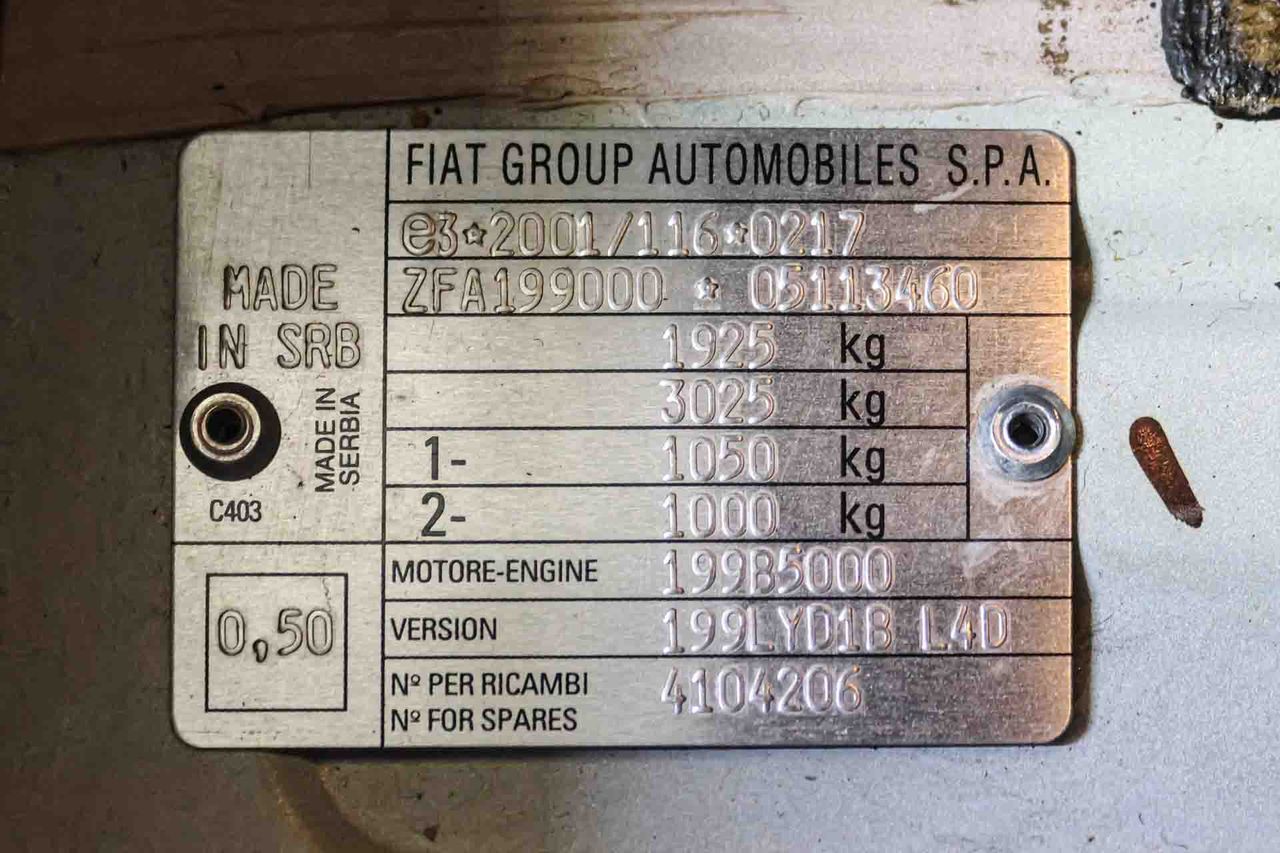 FIAT GROUP AUTOMOBILES S.P.A.
e3*2001/116*0217
ZFA199000 * 05113460
MADE
IN SRB
MADE IN
SERBIA
C403
1925 kg
3025 kg
1- 1050 kg
2- 1000 kg
0,50
MOTORE-ENGINE 199B5000
VERSION 199LYD1B L4D
Nº PER RICAMBI 4104206
Nº FOR SPARES